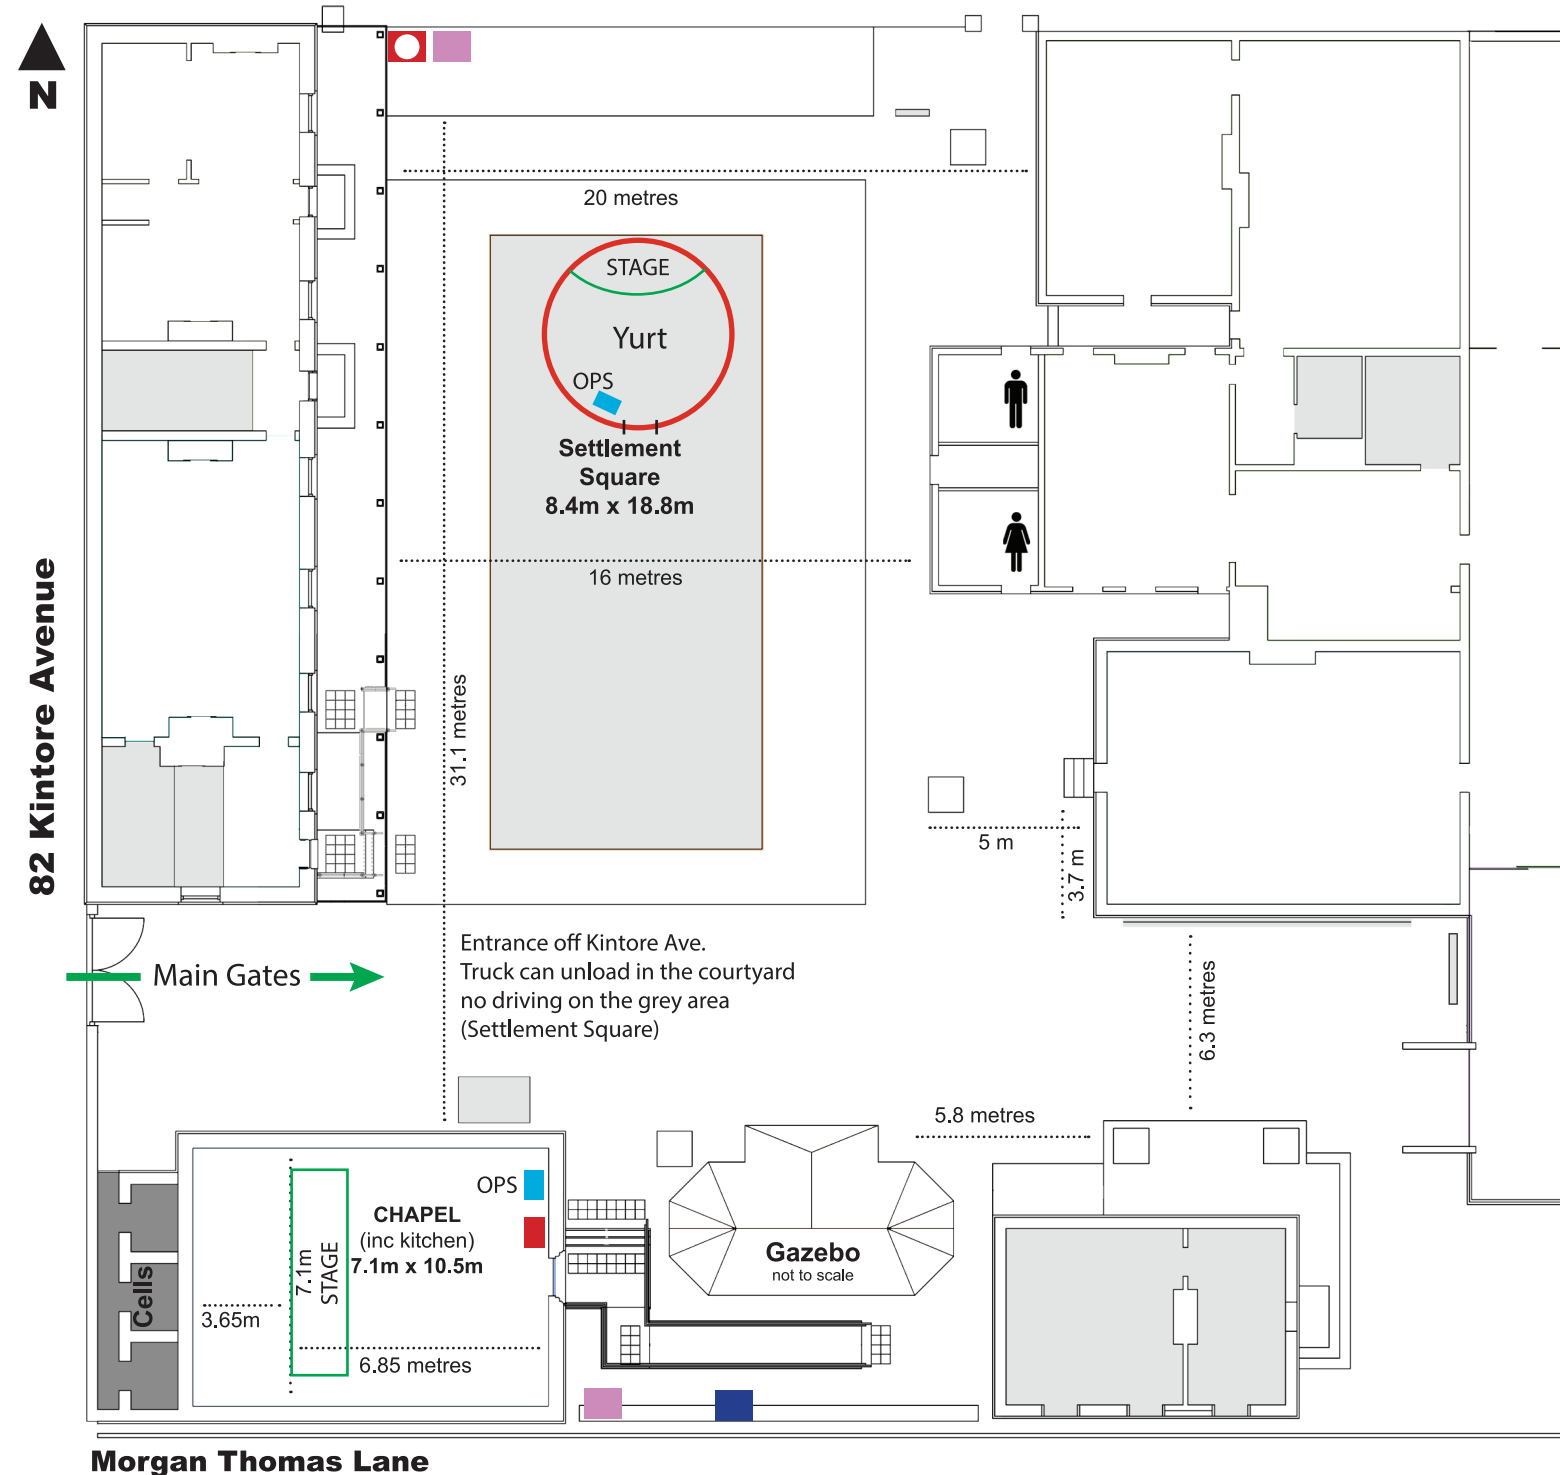 N
20 metres
STAGE
Yurt
OPS
Settlement
Square
8.4m x 18.8m
16 metres
82 Kintore Avenue
31.1 metres
5 m
3.7 m
Entrance off Kintore Ave.
Truck can unload in the courtyard
no driving on the grey area
(Settlement Square)
Main Gates
6.3 metres
5.8 metres
OPS
CHAPEL
(inc kitchen)
7.1m x 10.5m
7.1m
STAGE
Cells
3.65m
6.85 metres
Gazebo
not to scale
Morgan Thomas Lane